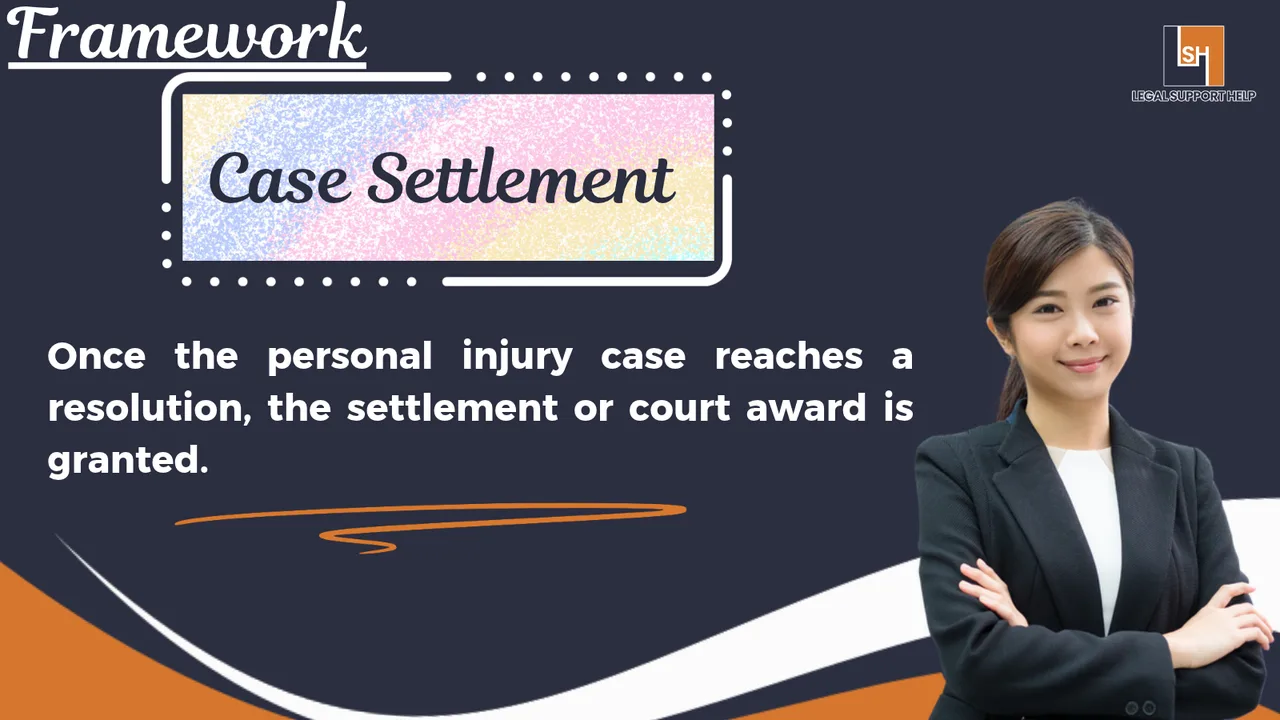 Framework
LSH
LEGAL SUPPORT HELP
Case Settlement
Once the personal injury case reaches a
resolution, the settlement or court award is
granted.